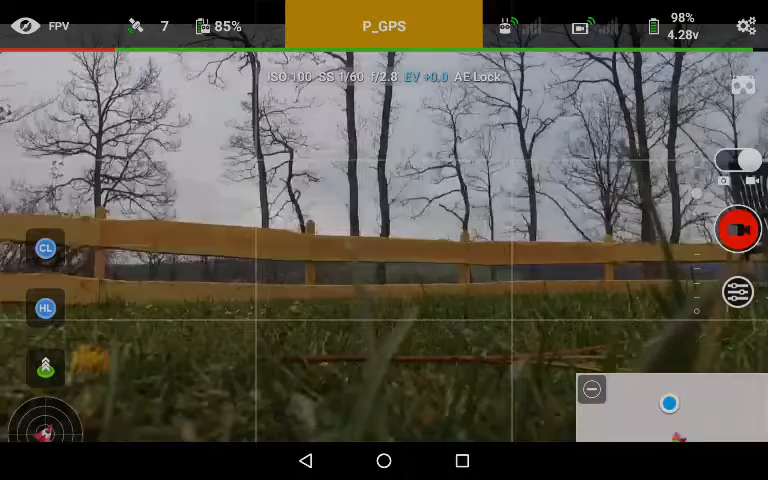 FPV 7 85% P_GPS 98%
4.28v
ISO 100 SS 1/60 f/2.8 EV +0.0 AE Lock
CL
HL